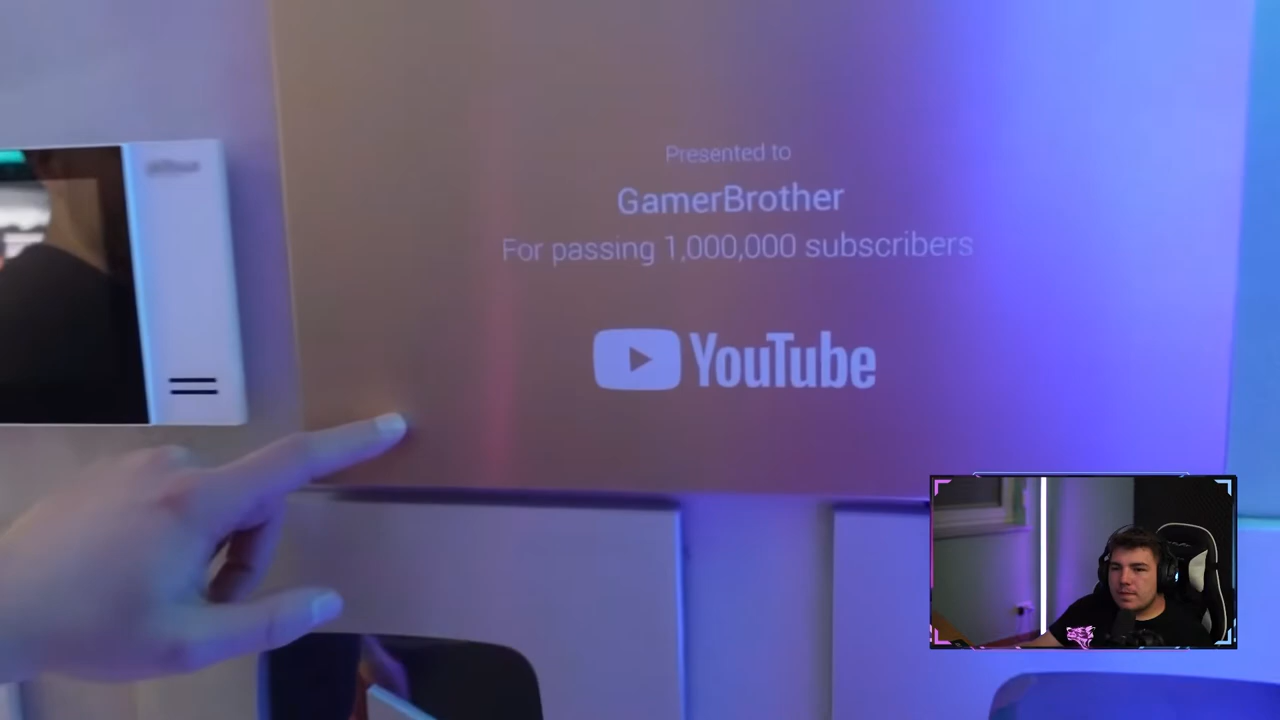 Presented to
GamerBrother
For passing 1,000,000 subscribers
YouTube